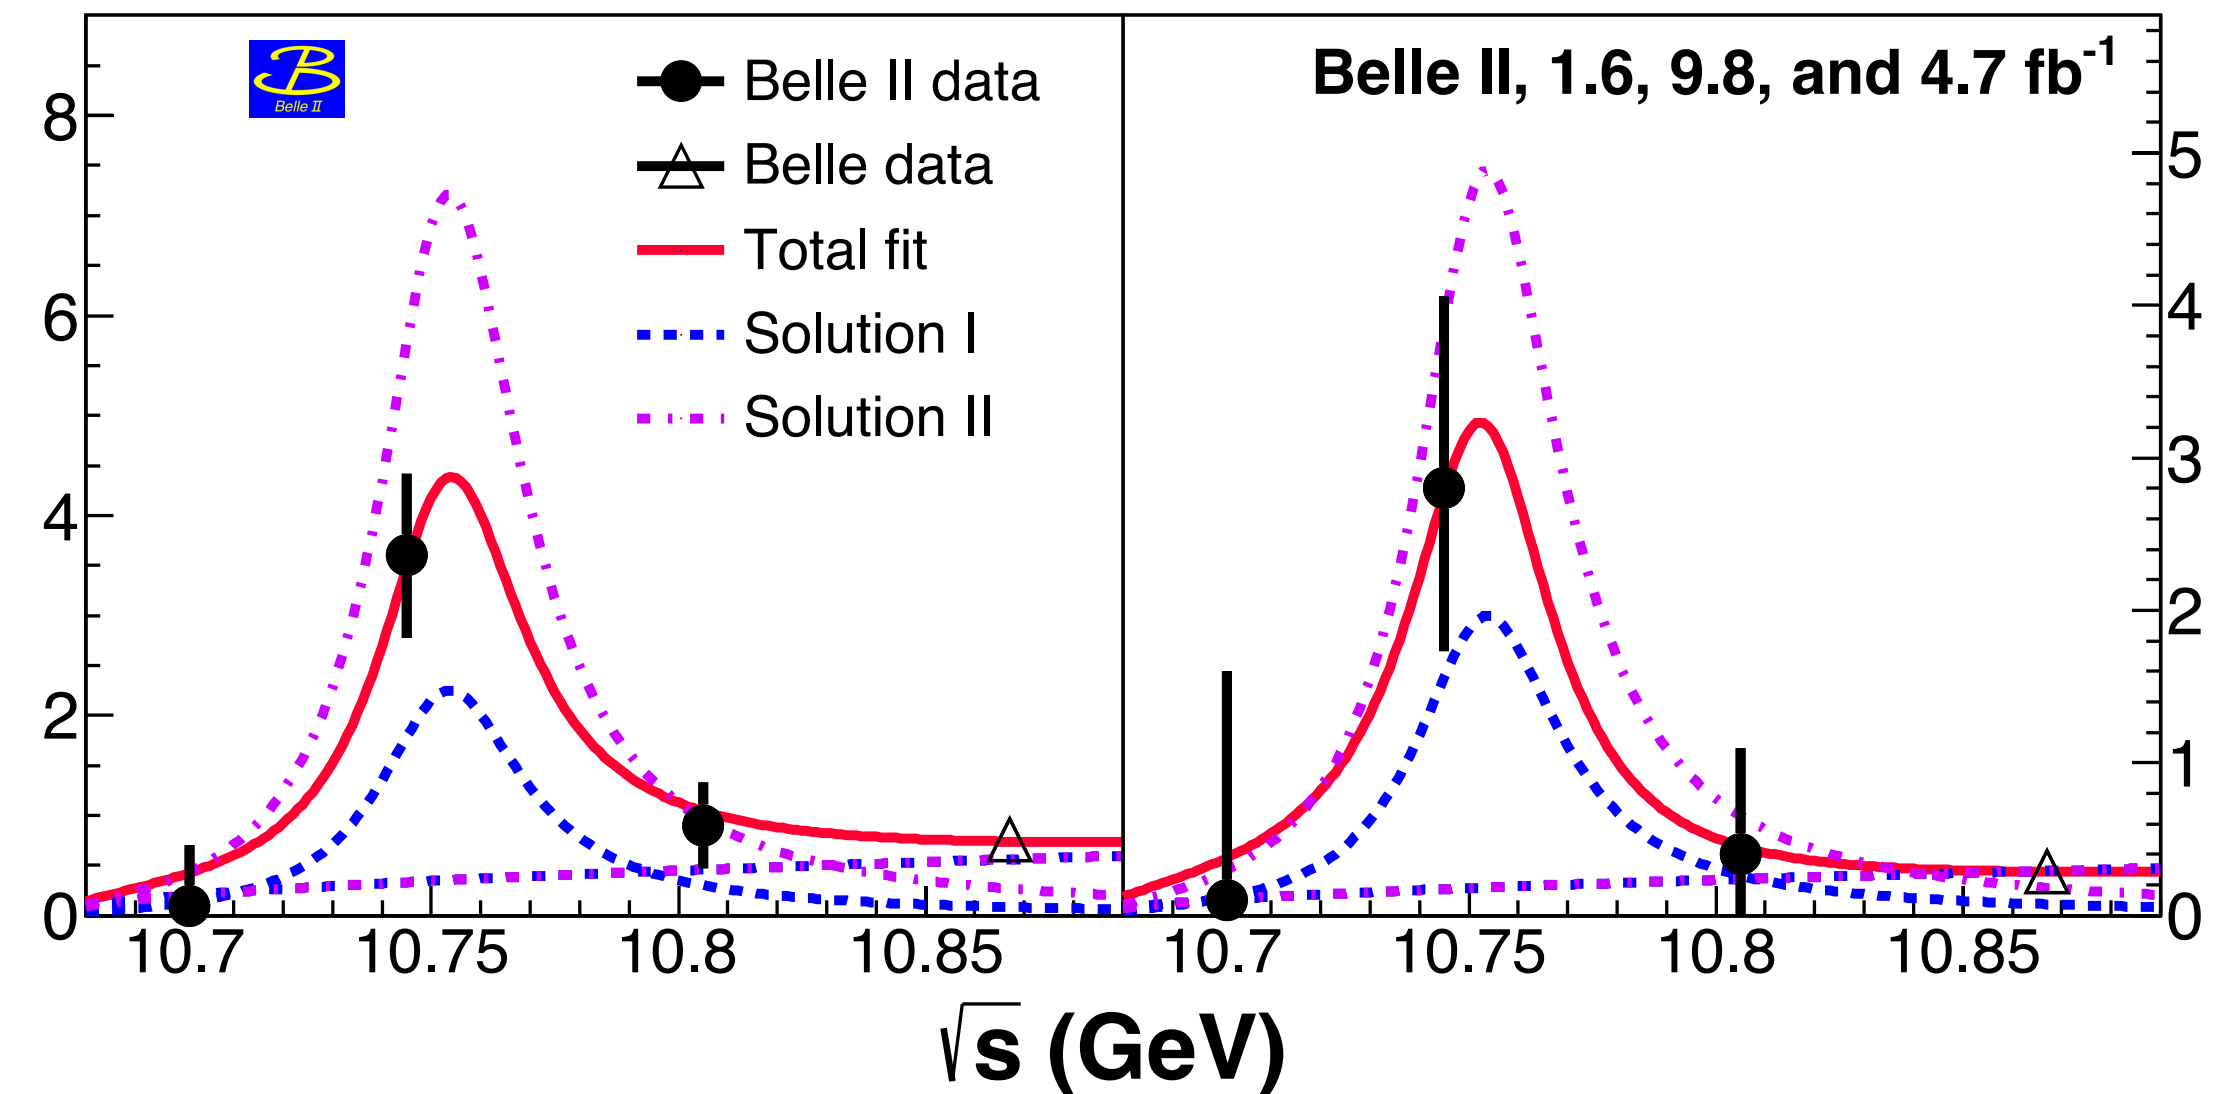 Belle II
Belle II data
Belle data
Total fit
Solution I
Solution II
Belle II, 1.6, 9.8, and 4.7 fb⁻¹
8
6
4
2
0
5
4
3
2
1
0
10.7 10.75 10.8 10.85
10.7 10.75 10.8 10.85
√s (GeV)